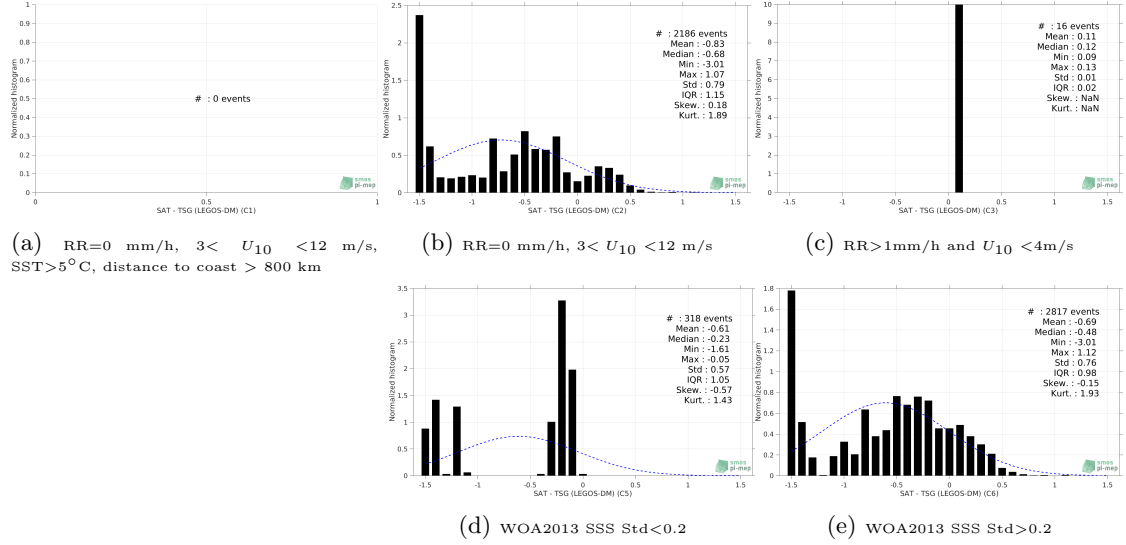 1
0.9
0.8
0.7
0.6
0.5
0.4
0.3
0.2
0.1
0
Normalized histogram
# : 0 events
smos
pi-mep
0 0.5 1
SAT - TSG (LEGOS-DM) (C1)
(a) RR=0 mm/h, 3< U10 <12 m/s,
SST>5°C, distance to coast > 800 km
2.5
2
1.5
1
0.5
0
Normalized histogram
# : 2186 events
Mean : -0.83
Median : -0.68
Min : -3.01
Max : 1.07
Std : 0.79
IQR : 1.15
Skew. : 0.18
Kurt. : 1.89
smos
pi-mep
-1.5 -1 -0.5 0 0.5 1 1.5
SAT - TSG (LEGOS-DM) (C2)
(b) RR=0 mm/h, 3< U10 <12 m/s
10
9
8
7
6
5
4
3
2
1
0
Normalized histogram
# : 16 events
Mean : 0.11
Median : 0.12
Min : 0.09
Max : 0.13
Std : 0.01
IQR : 0.02
Skew. : NaN
Kurt. : NaN
smos
pi-mep
-1.5 -1 -0.5 0 0.5 1 1.5
SAT - TSG (LEGOS-DM) (C3)
(c) RR>1mm/h and U10 <4m/s
3.5
3
2.5
2
1.5
1
0.5
0
Normalized histogram
# : 318 events
Mean : -0.61
Median : -0.23
Min : -1.61
Max : -0.05
Std : 0.57
IQR : 1.05
Skew. : -0.57
Kurt. : 1.43
smos
pi-mep
-1.5 -1 -0.5 0 0.5 1 1.5
SAT - TSG (LEGOS-DM) (C5)
(d) WOA2013 SSS Std<0.2
1.8
1.6
1.4
1.2
1
0.8
0.6
0.4
0.2
0
Normalized histogram
# : 2817 events
Mean : -0.69
Median : -0.48
Min : -3.01
Max : 1.12
Std : 0.76
IQR : 0.98
Skew. : -0.15
Kurt. : 1.93
smos
pi-mep
-1.5 -1 -0.5 0 0.5 1 1.5
SAT - TSG (LEGOS-DM) (C6)
(e) WOA2013 SSS Std>0.2